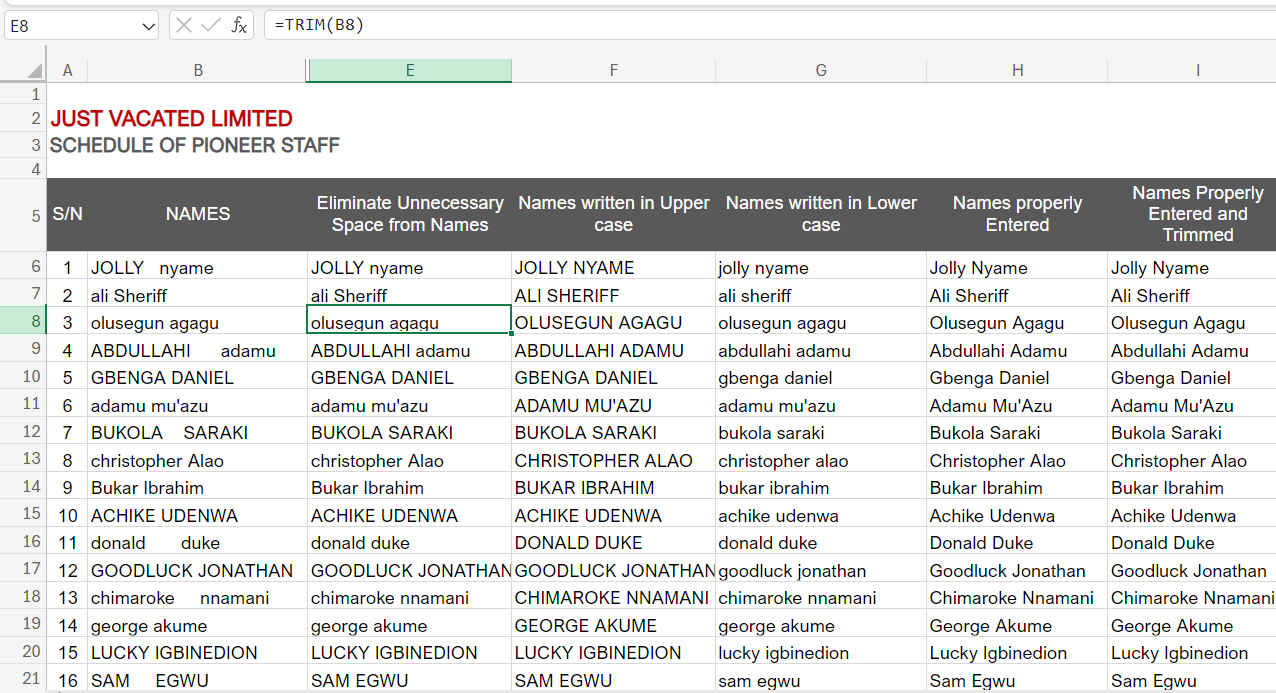 E8 fx =TRIM(B8)
A B E F G H I
1
2 JUST VACATED LIMITED
3 SCHEDULE OF PIONEER STAFF
4
5 S/N NAMES Eliminate Unnecessary Space from Names Names written in Upper case Names written in Lower case Names properly Entered Names Properly Entered and Trimmed
6 1 JOLLY nyame JOLLY nyame JOLLY NYAME jolly nyame Jolly Nyame Jolly Nyame
7 2 ali Sheriff ali Sheriff ALI SHERIFF ali sheriff Ali Sheriff Ali Sheriff
8 3 olusegun agagu olusegun agagu OLUSEGUN AGAGU olusegun agagu Olusegun Agagu Olusegun Agagu
9 4 ABDULLAHI adamu ABDULLAHI adamu ABDULLAHI ADAMU abdullahi adamu Abdullahi Adamu Abdullahi Adamu
10 5 GBENGA DANIEL GBENGA DANIEL GBENGA DANIEL gbenga daniel Gbenga Daniel Gbenga Daniel
11 6 adamu mu'azu adamu mu'azu ADAMU MU'AZU adamu mu'azu Adamu Mu'Azu Adamu Mu'Azu
12 7 BUKOLA SARAKI BUKOLA SARAKI BUKOLA SARAKI bukola saraki Bukola Saraki Bukola Saraki
13 8 christopher Alao christopher Alao CHRISTOPHER ALAO christopher alao Christopher Alao Christopher Alao
14 9 Bukar Ibrahim Bukar Ibrahim BUKAR IBRAHIM bukar ibrahim Bukar Ibrahim Bukar Ibrahim
15 10 ACHIKE UDENWA ACHIKE UDENWA ACHIKE UDENWA achike udenwa Achike Udenwa Achike Udenwa
16 11 donald duke donald duke DONALD DUKE donald duke Donald Duke Donald Duke
17 12 GOODLUCK JONATHAN GOODLUCK JONATHAN GOODLUCK JONATHAN goodluck jonathan Goodluck Jonathan Goodluck Jonathan
18 13 chimaroke nnamani chimaroke nnamani CHIMAROKE NNAMANI chimaroke nnamani Chimaroke Nnamani Chimaroke Nnamani
19 14 george akume george akume GEORGE AKUME george akume George Akume George Akume
20 15 LUCKY IGBINEDION LUCKY IGBINEDION LUCKY IGBINEDION lucky igbinedion Lucky Igbinedion Lucky Igbinedion
21 16 SAM EGWU SAM EGWU SAM EGWU sam egwu Sam Egwu Sam Egwu